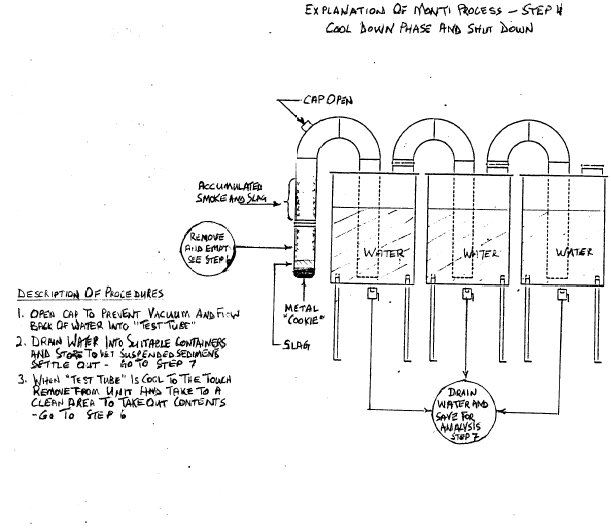 EXPLANATION OF MONTI PROCESS – STEP 4
COOL DOWN PHASE AND SHUT DOWN
CAP OPEN
ACCUMULATED
SMOKE AND SLAG
REMOVE
AND EMPTY
SEE STEP
WATER
WATER
WATER
METAL
"COOKIE"
SLAG
DESCRIPTION OF PROCEDURES
1. OPEN CAP TO PREVENT VACUUM AND FLOW
BACK OF WATER INTO "TEST TUBE"
2. DRAIN WATER INTO SUITABLE CONTAINERS
AND STORE TO LET SUSPENDED SEDIMENS
SETTLE OUT - GO TO STEP 7
3. WHEN "TEST TUBE" IS COOL TO THE TOUCH
REMOVE FROM UNIT AND TAKE TO A
CLEAN AREA TO TAKE OUT CONTENTS
-GO TO STEP 6
DRAIN
WATER AND
SAVE FOR
ANALYSIS
STEP 7